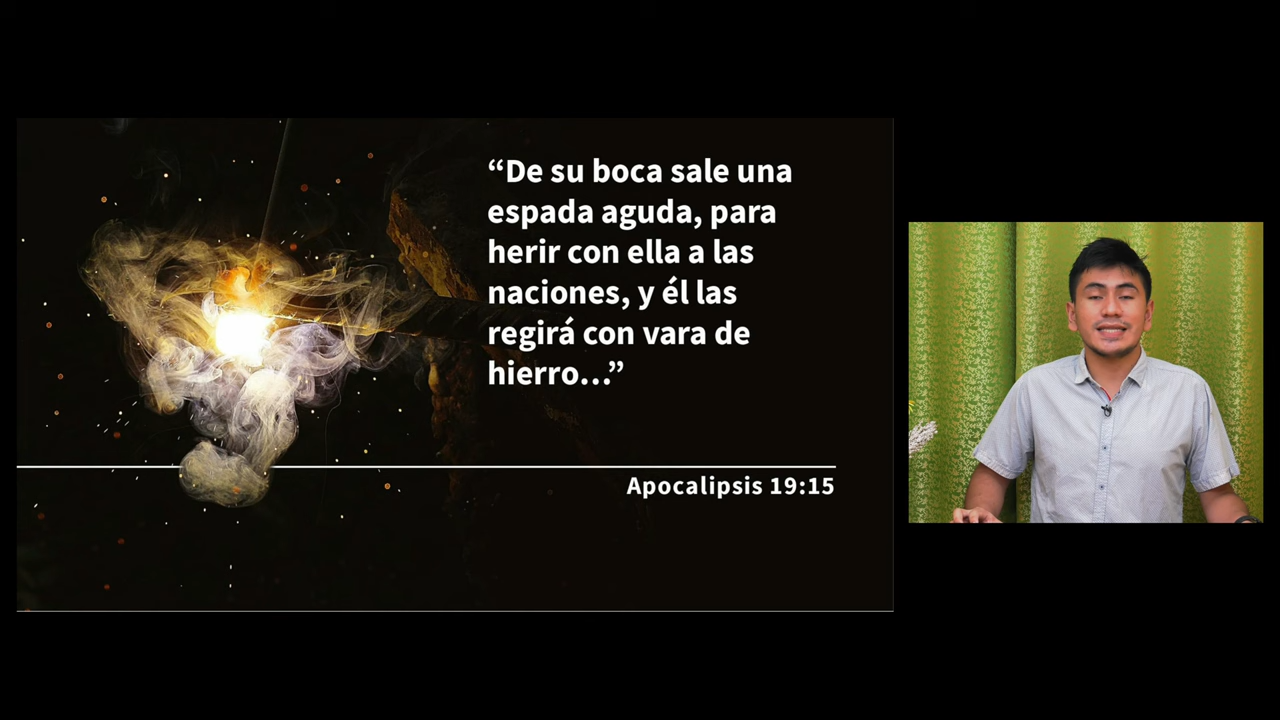 “De su boca sale una
espada aguda, para
herir con ella a las
naciones, y él las
regirá con vara de
hierro...”
Apocalipsis 19:15